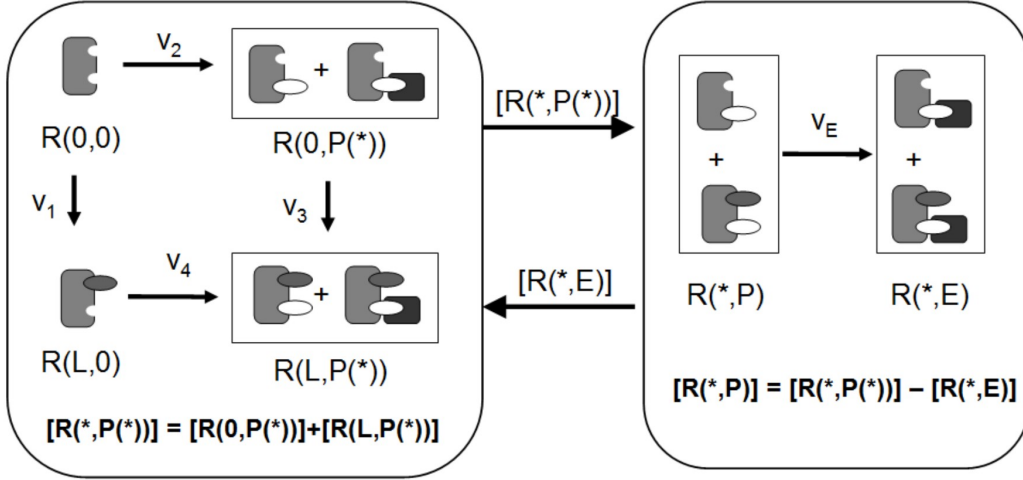 v2
+
R(0,0)
R(0,P(*))
v1
v3
v4
+
R(L,0)
R(L,P(*))
[R(*,P(*))] = [R(0,P(*))]+[R(L,P(*))]
[R(*,P(*))]
[R(*,E)]
+
vE
+
R(*,P)
R(*,E)
[R(*,P)] = [R(*,P(*))] – [R(*,E)]